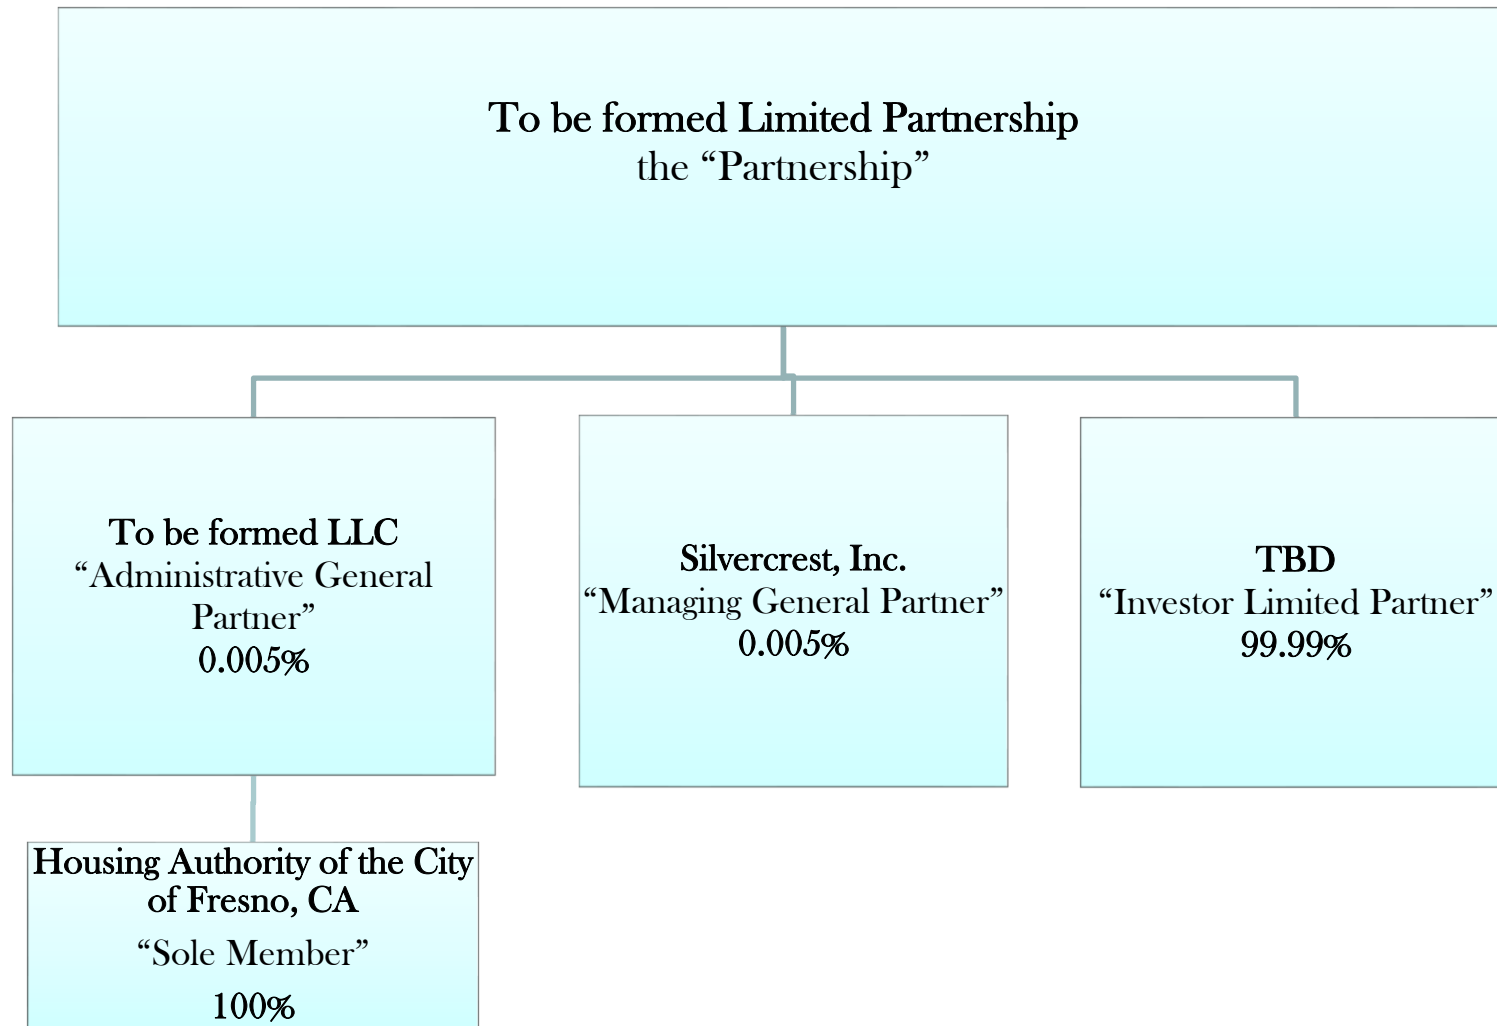 To be formed Limited Partnership
the “Partnership”
To be formed LLC
“Administrative General
Partner”
0.005%
Silvercrest, Inc.
“Managing General Partner”
0.005%
TBD
“Investor Limited Partner”
99.99%
Housing Authority of the City
of Fresno, CA
“Sole Member”
100%